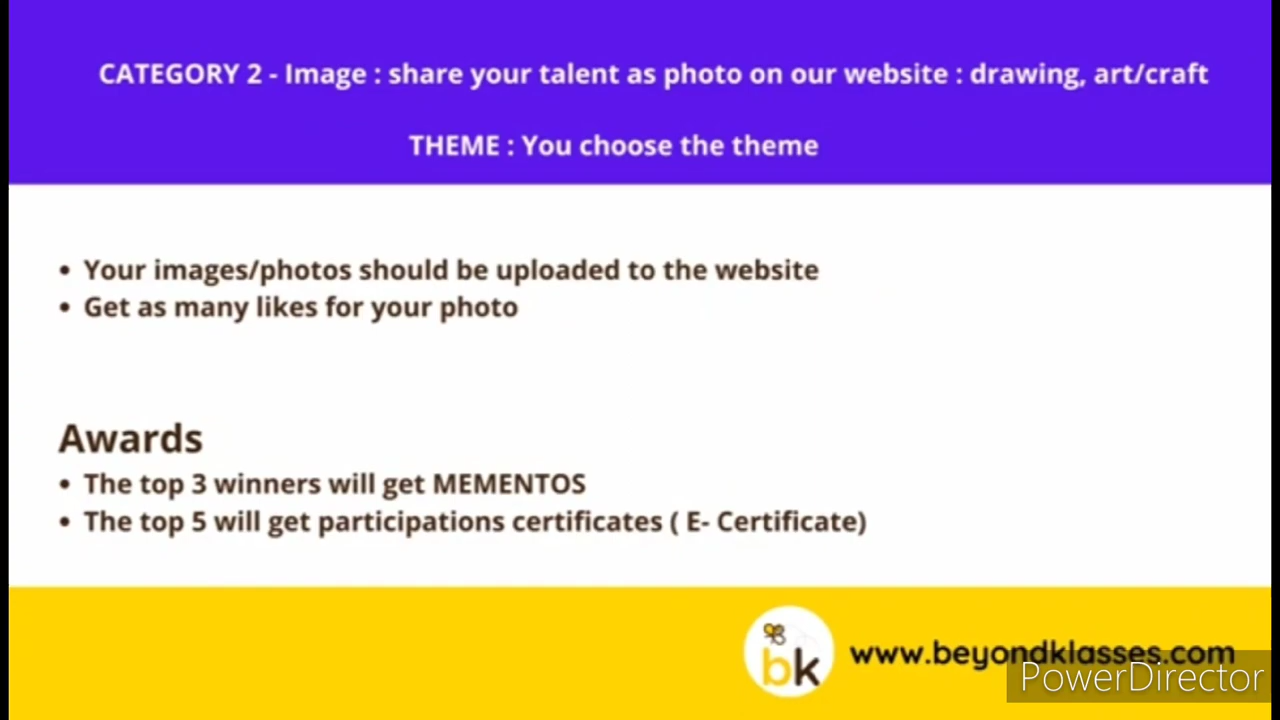 CATEGORY 2 - Image : share your talent as photo on our website : drawing, art/craft
THEME : You choose the theme
• Your images/photos should be uploaded to the website
• Get as many likes for your photo
Awards
• The top 3 winners will get MEMENTOS
• The top 5 will get participations certificates ( E- Certificate)
bk
www.beyondklasses.com
PowerDirector